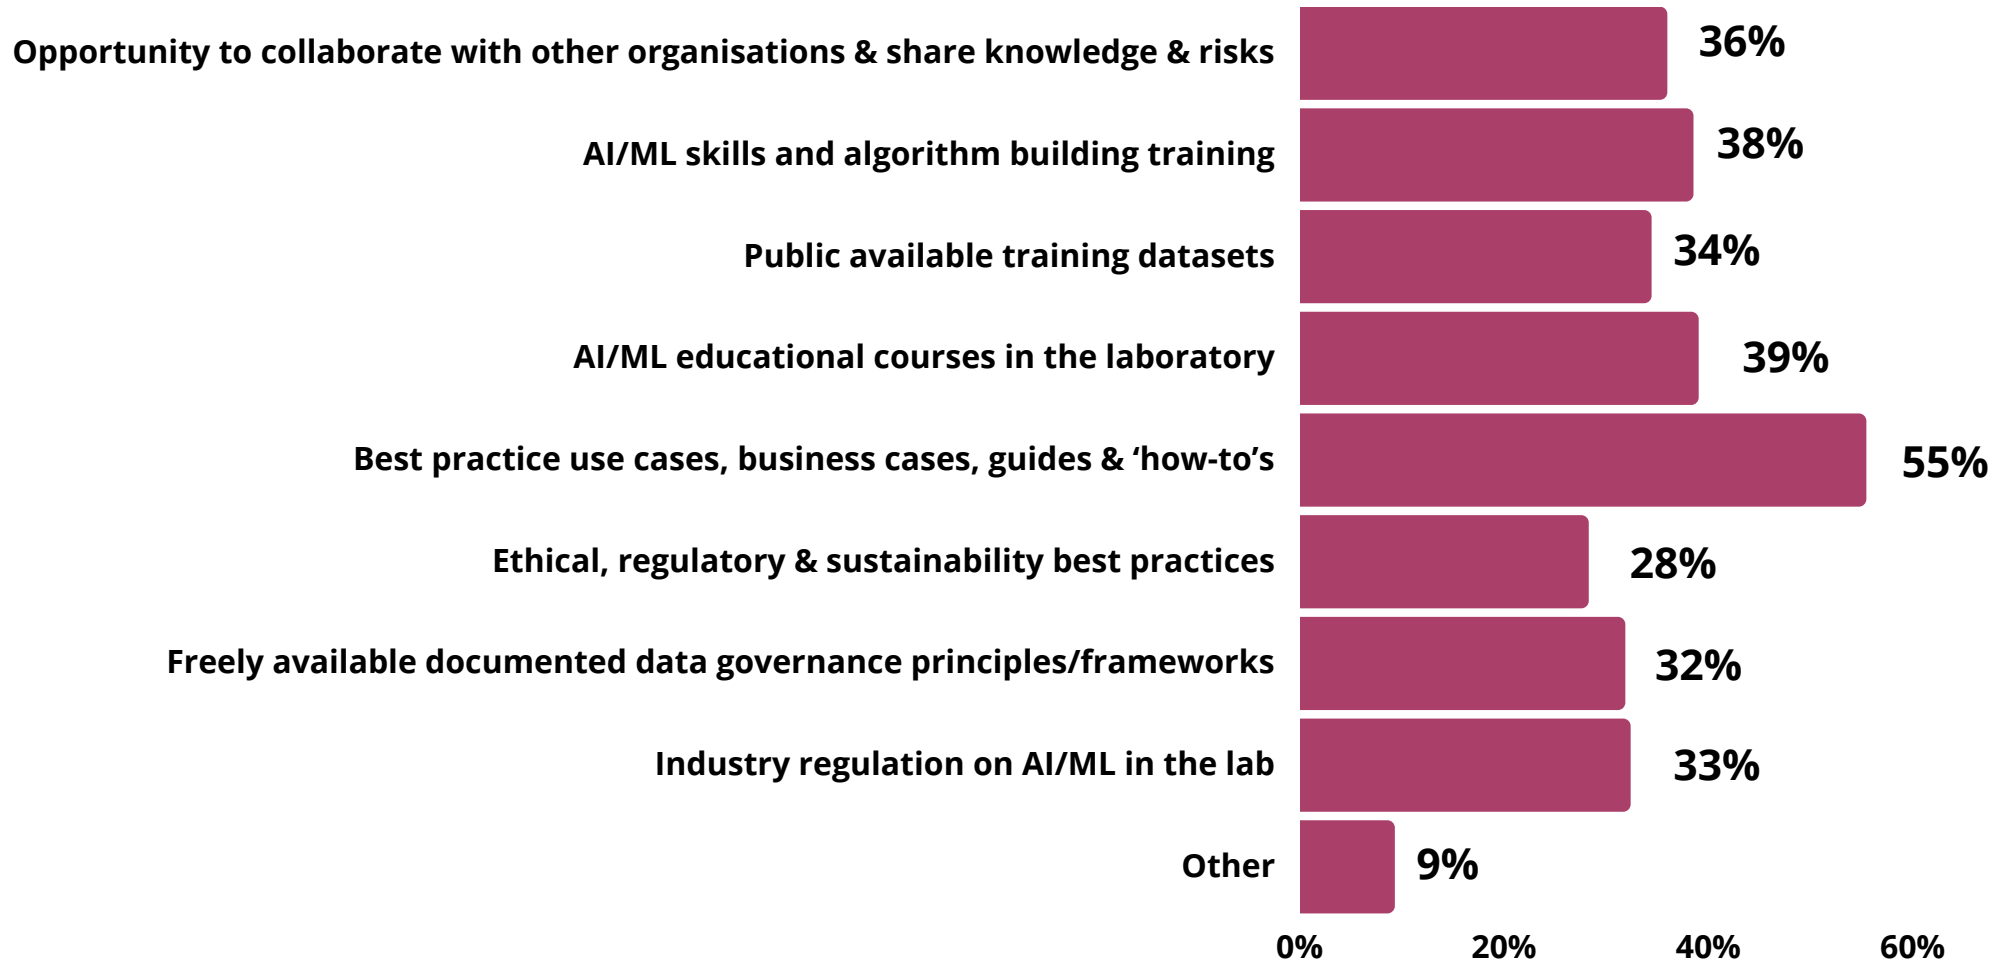 Opportunity to collaborate with other organisations & share knowledge & risks
36%
AI/ML skills and algorithm building training
38%
Public available training datasets
34%
AI/ML educational courses in the laboratory
39%
Best practice use cases, business cases, guides & ‘how-to’s
55%
Ethical, regulatory & sustainability best practices
28%
Freely available documented data governance principles/frameworks
32%
Industry regulation on AI/ML in the lab
33%
Other
9%
0% 20% 40% 60%